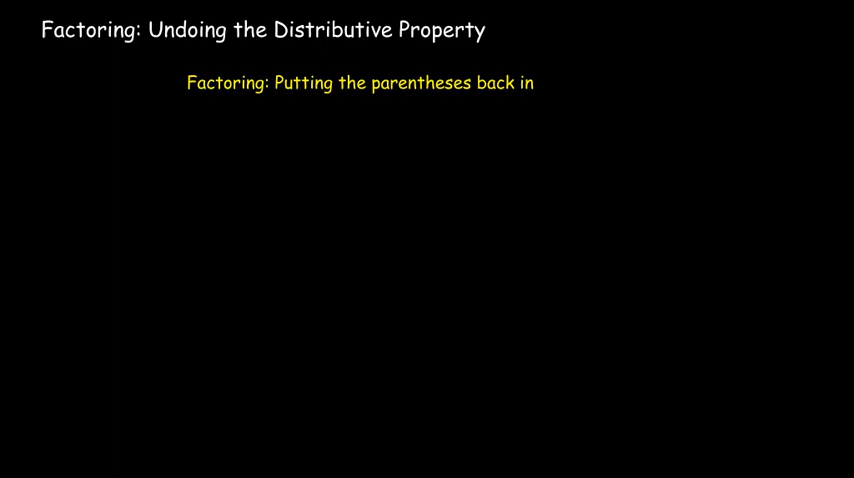 Factoring: Undoing the Distributive Property
Factoring: Putting the parentheses back in